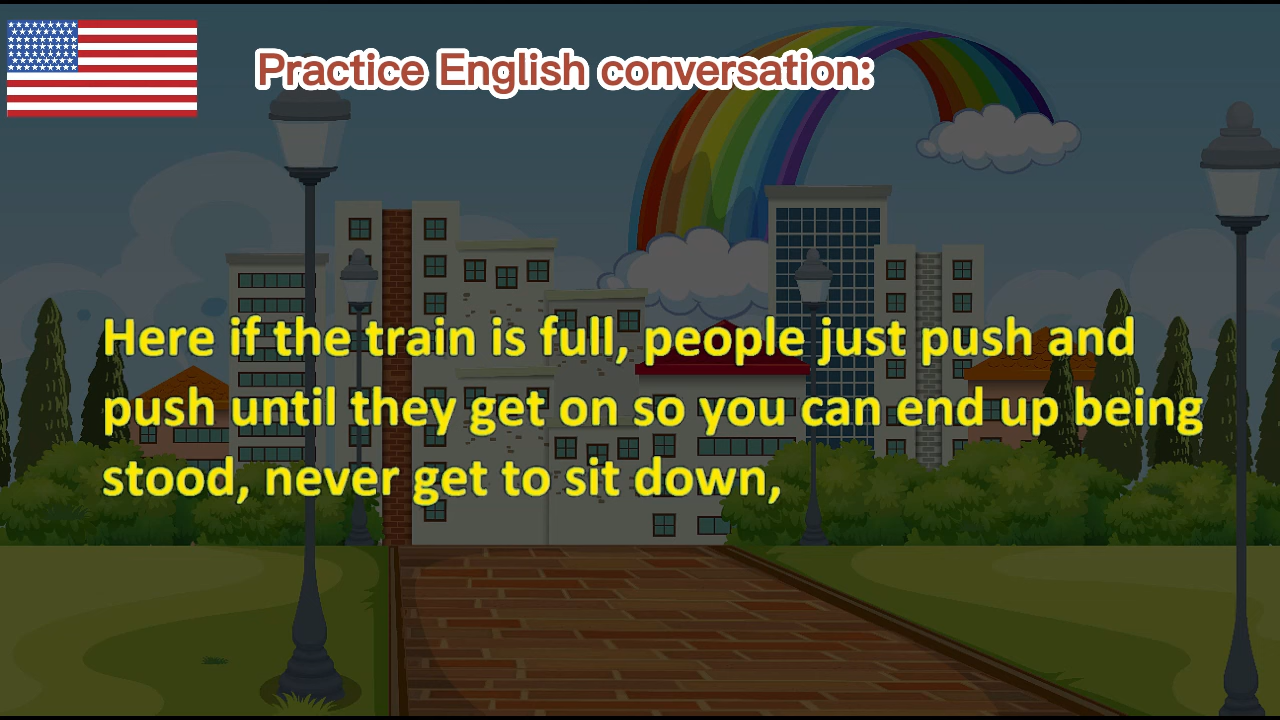 Practice English conversation:
Here if the train is full, people just push and
push until they get on so you can end up being
stood, never get to sit down,